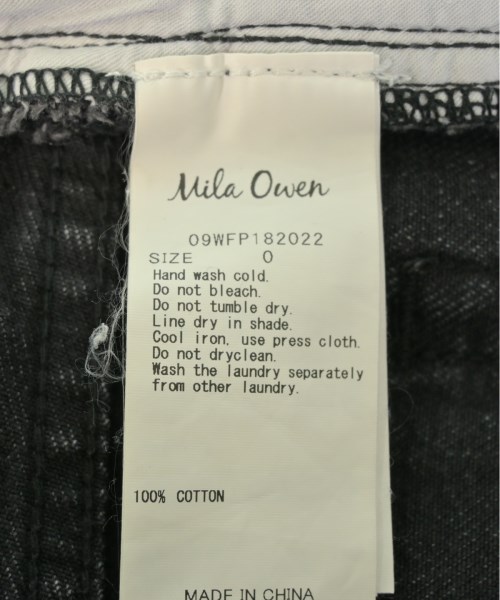 Mila Owen
09WFP182022
SIZE 0
Hand wash cold.
Do not bleach.
Do not tumble dry.
Line dry in shade.
Cool iron, use press cloth.
Do not dryclean.
Wash the laundry separately
from other laundry.
100% COTTON
MADE IN CHINA